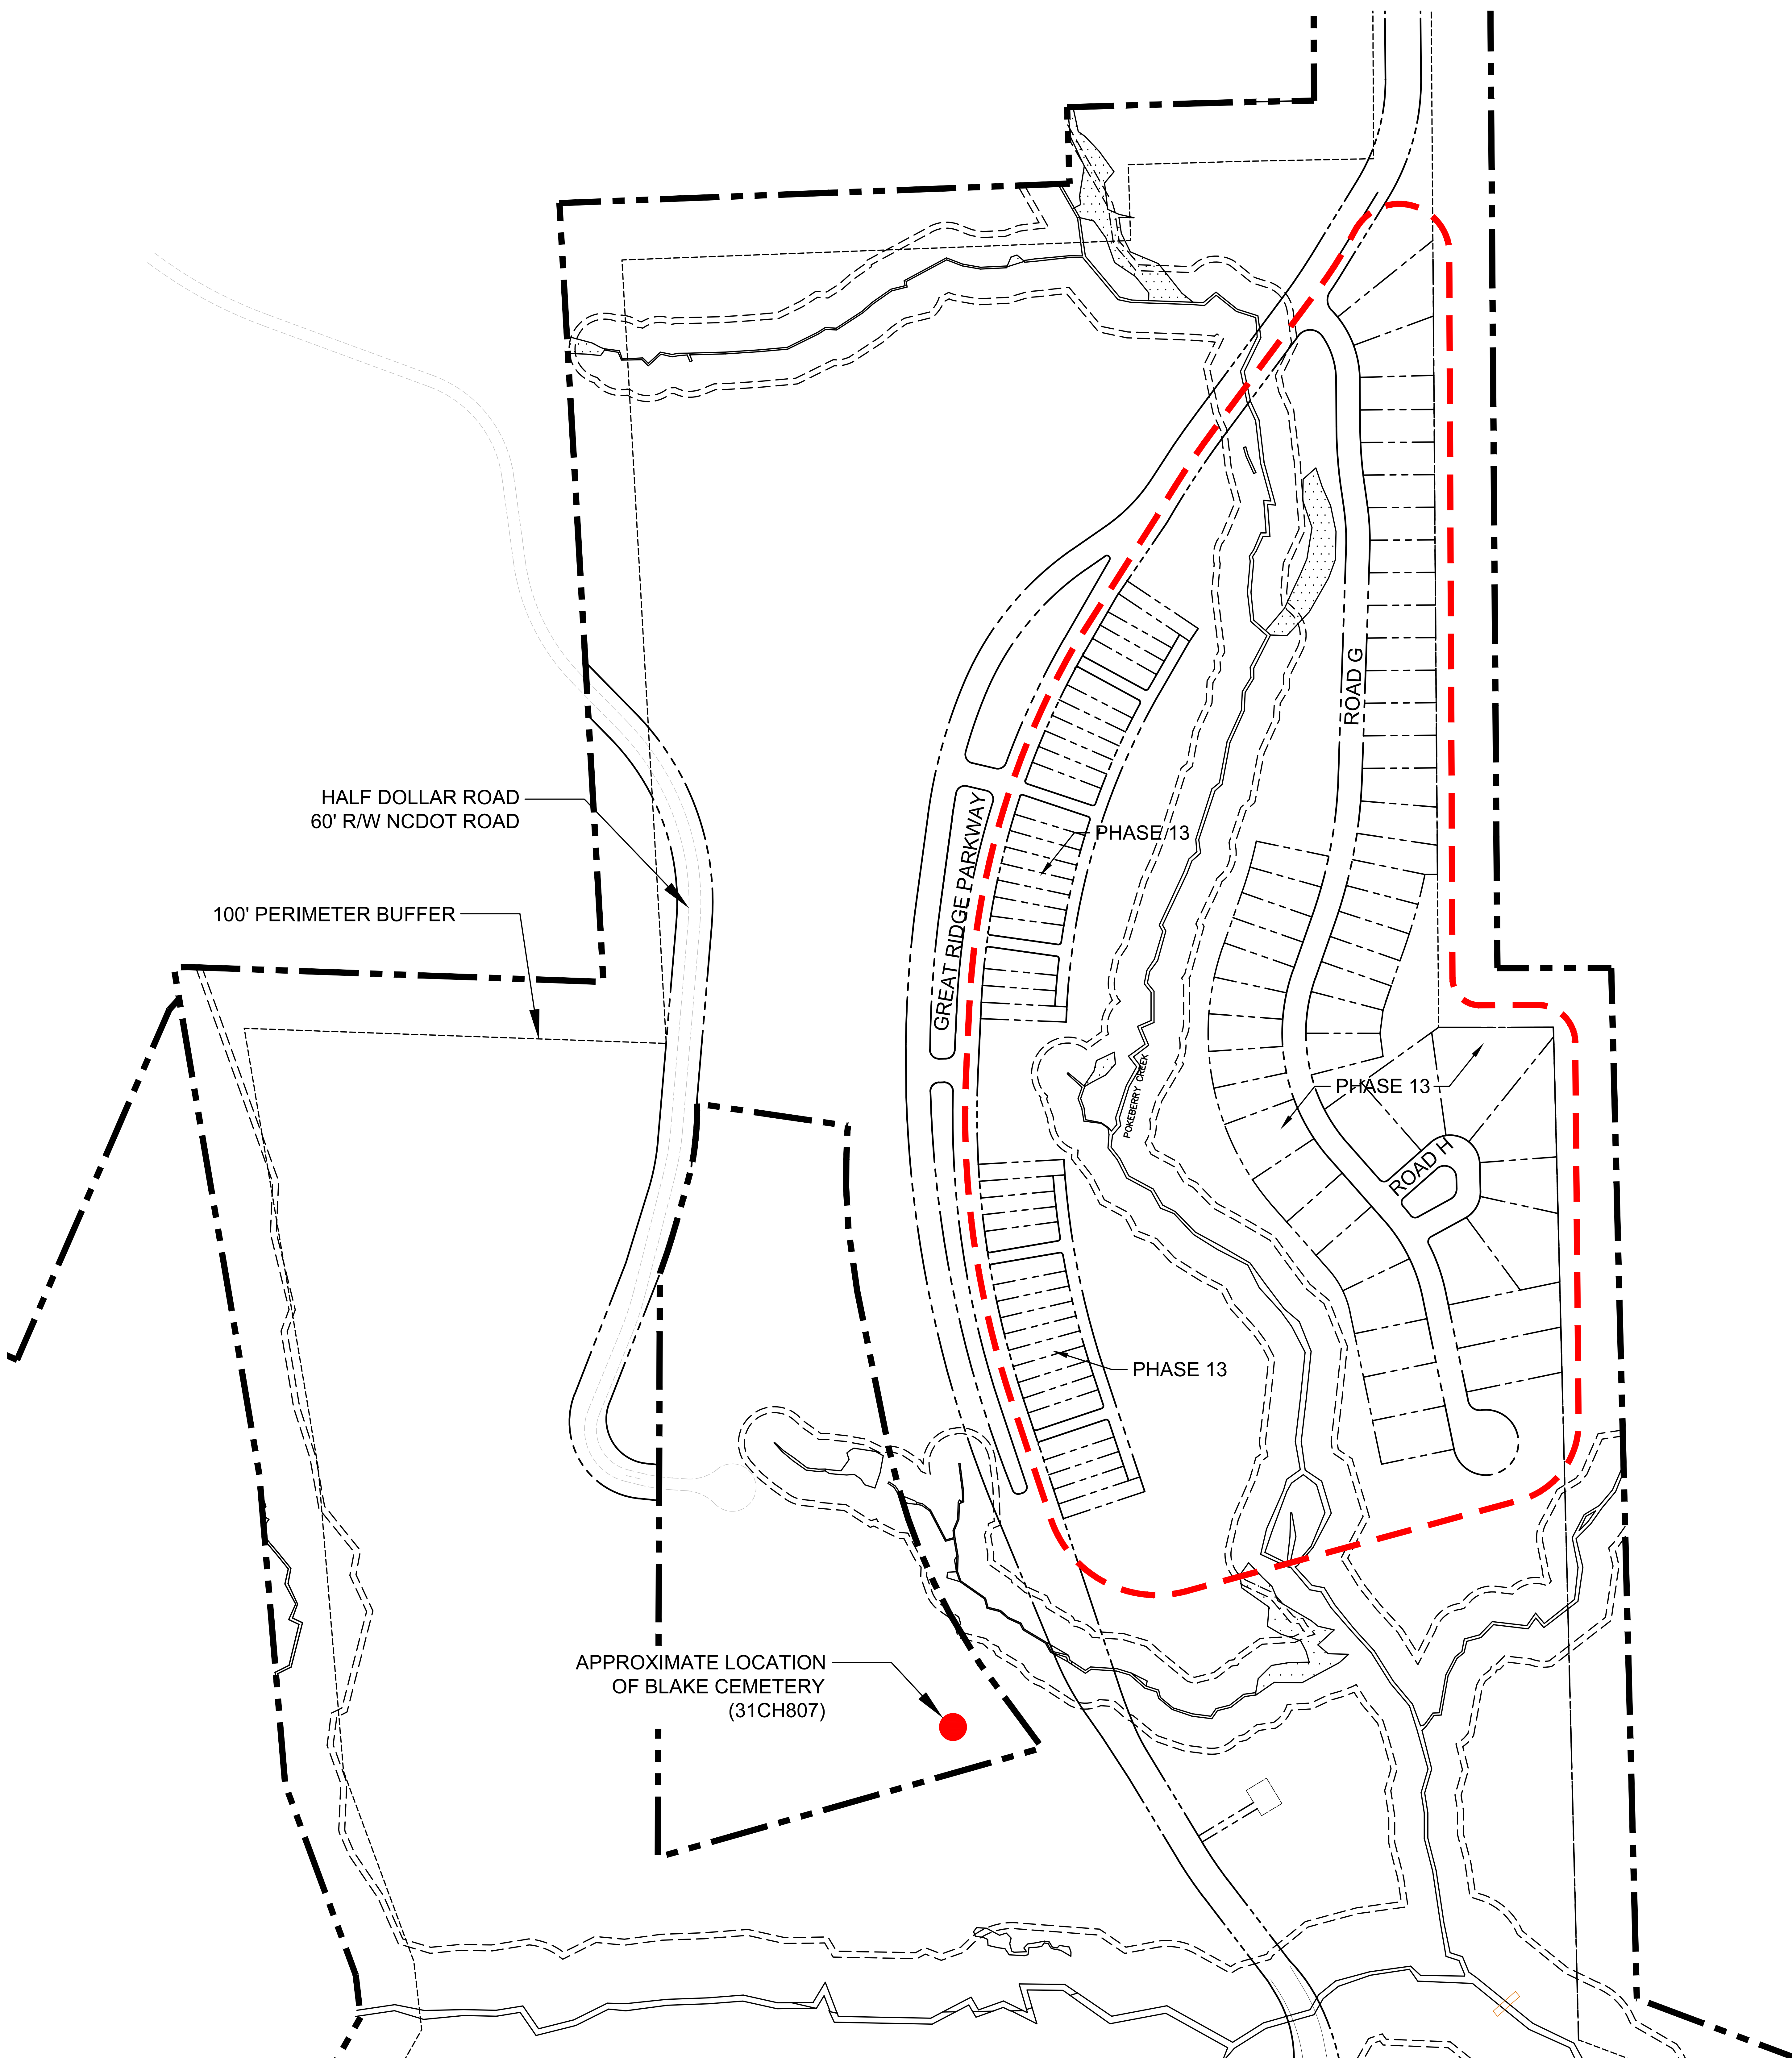 ROAD G
HALF DOLLAR ROAD
60' R/W NCDOT ROAD
GREAT RIDGE PARKWAY
PHASE 13
100' PERIMETER BUFFER
POKEBERRY CREEK
PHASE 13
ROAD H
PHASE 13
APPROXIMATE LOCATION
OF BLAKE CEMETERY
(31CH807)